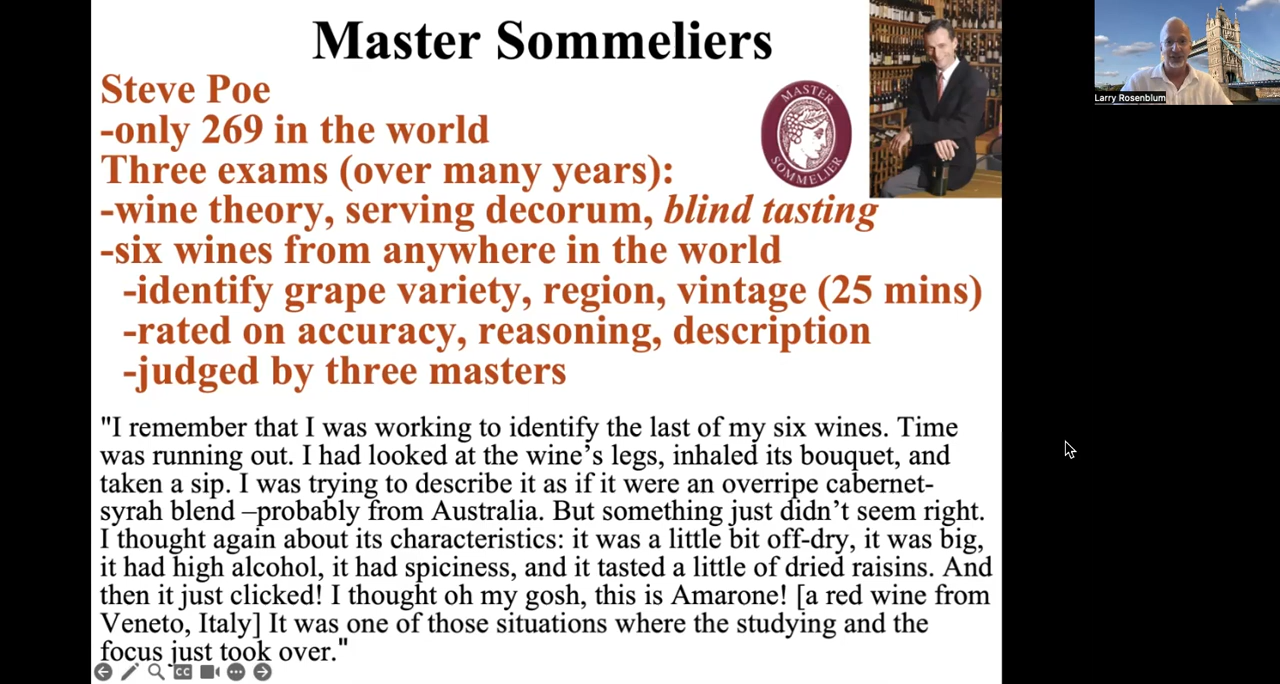 Master Sommeliers
Steve Poe
-only 269 in the world
Three exams (over many years):
-wine theory, serving decorum, blind tasting
-six wines from anywhere in the world
-identify grape variety, region, vintage (25 mins)
-rated on accuracy, reasoning, description
-judged by three masters
"I remember that I was working to identify the last of my six wines. Time
was running out. I had looked at the wine’s legs, inhaled its bouquet, and
taken a sip. I was trying to describe it as if it were an overripe cabernet-
syrah blend –probably from Australia. But something just didn’t seem right.
I thought again about its characteristics: it was a little bit off-dry, it was big,
it had high alcohol, it had spiciness, and it tasted a little of dried raisins. And
then it just clicked! I thought oh my gosh, this is Amarone! [a red wine from
Veneto, Italy] It was one of those situations where the studying and the
focus just took over."
MASTER
SOMMELIER
CC
Larry Rosenblum